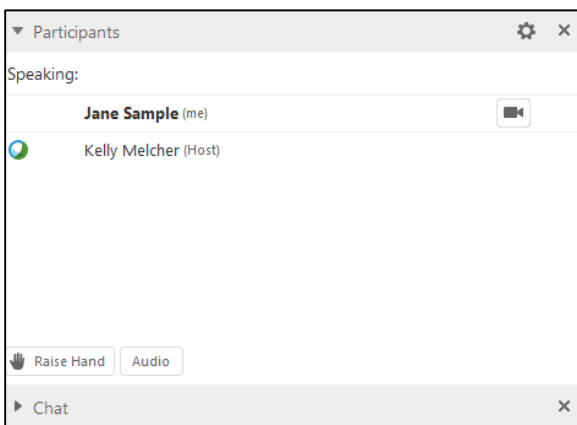 Participants
Speaking:
Jane Sample (me)
Kelly Melcher (Host)
Raise Hand Audio
Chat